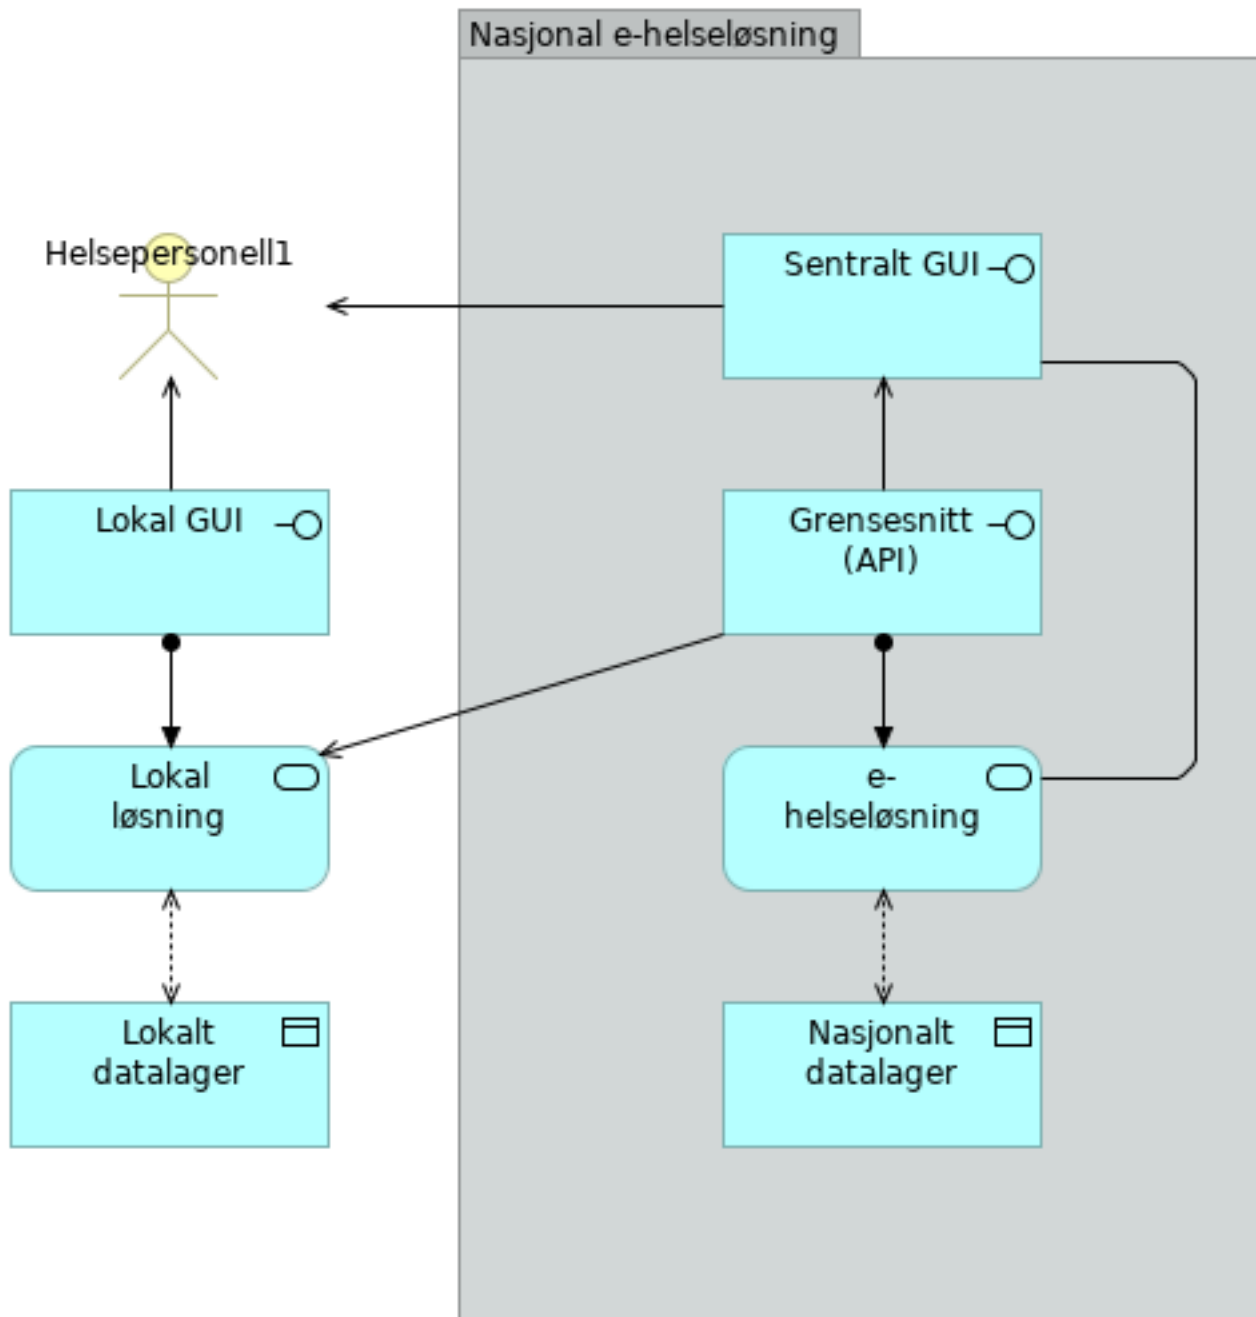 Nasjonal e-helseløsning
Helsepersonell1
Sentralt GUI
Lokal GUI
Grensesnitt
(API)
Lokal
løsning
e-
helseløsning
Lokalt
datalager
Nasjonalt
datalager